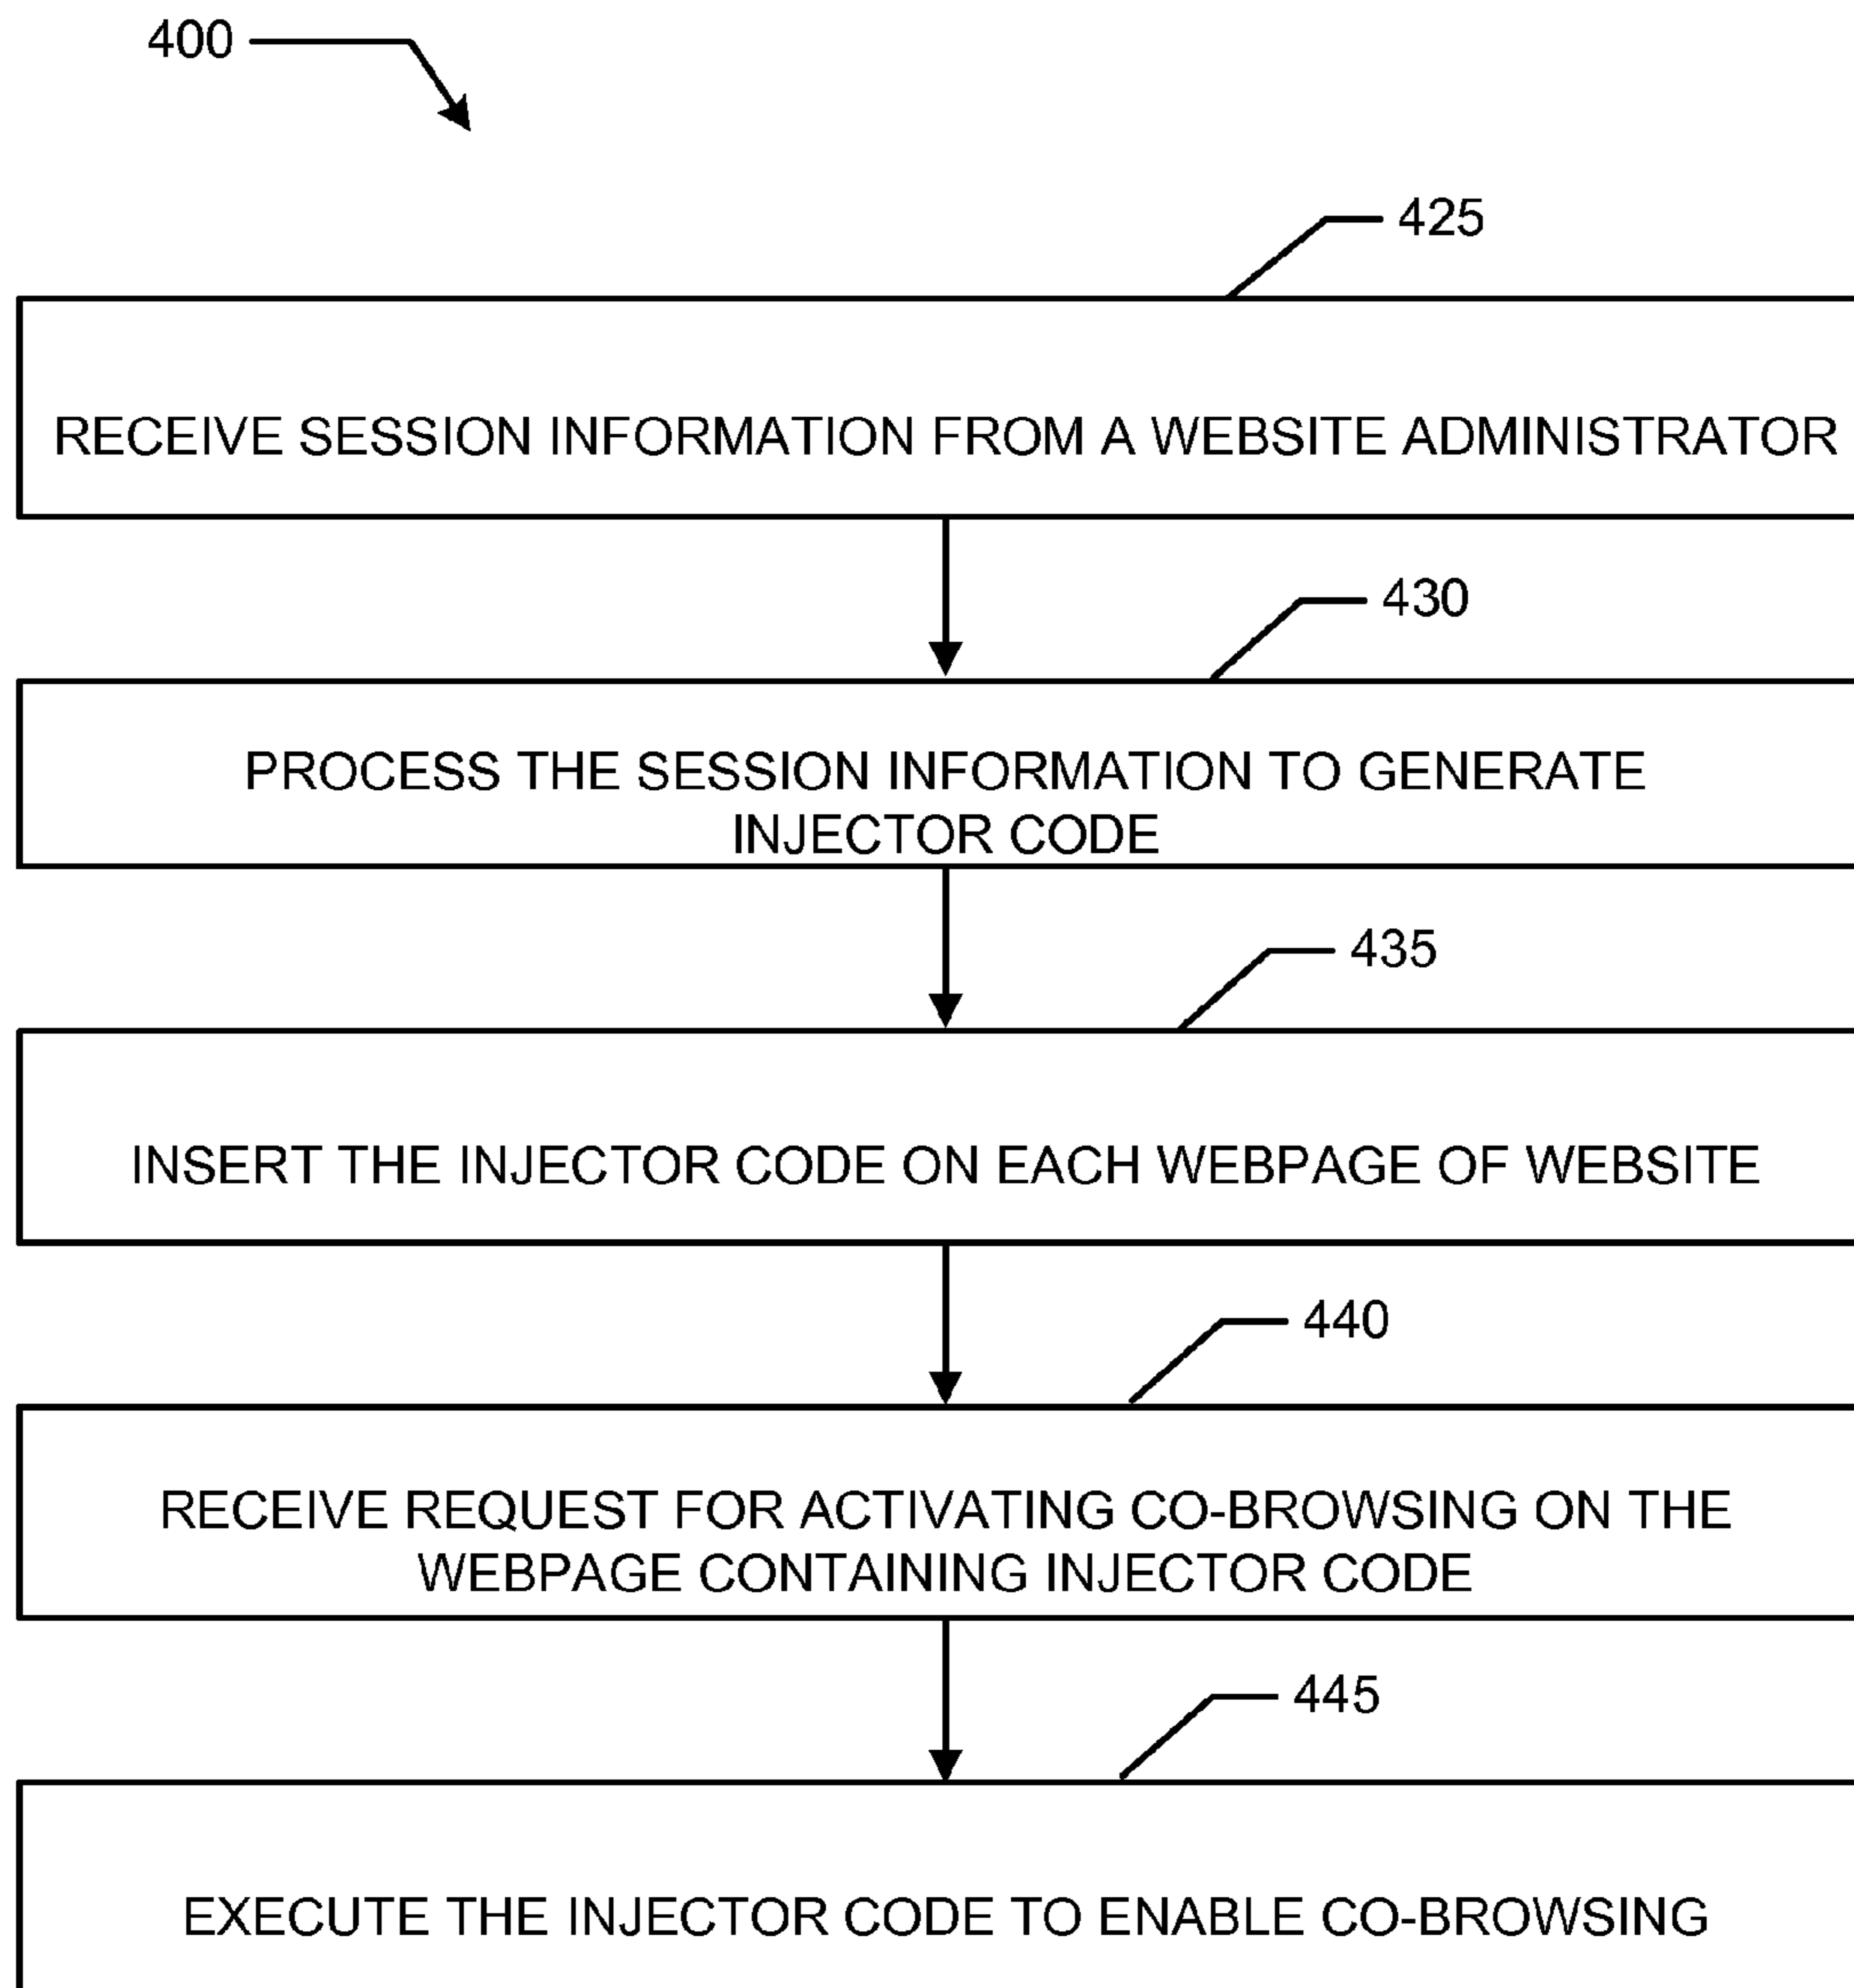 400
425
RECEIVE SESSION INFORMATION FROM A WEBSITE ADMINISTRATOR
430
PROCESS THE SESSION INFORMATION TO GENERATE
INJECTOR CODE
435
INSERT THE INJECTOR CODE ON EACH WEBPAGE OF WEBSITE
440
RECEIVE REQUEST FOR ACTIVATING CO-BROWSING ON THE
WEBPAGE CONTAINING INJECTOR CODE
445
EXECUTE THE INJECTOR CODE TO ENABLE CO-BROWSING